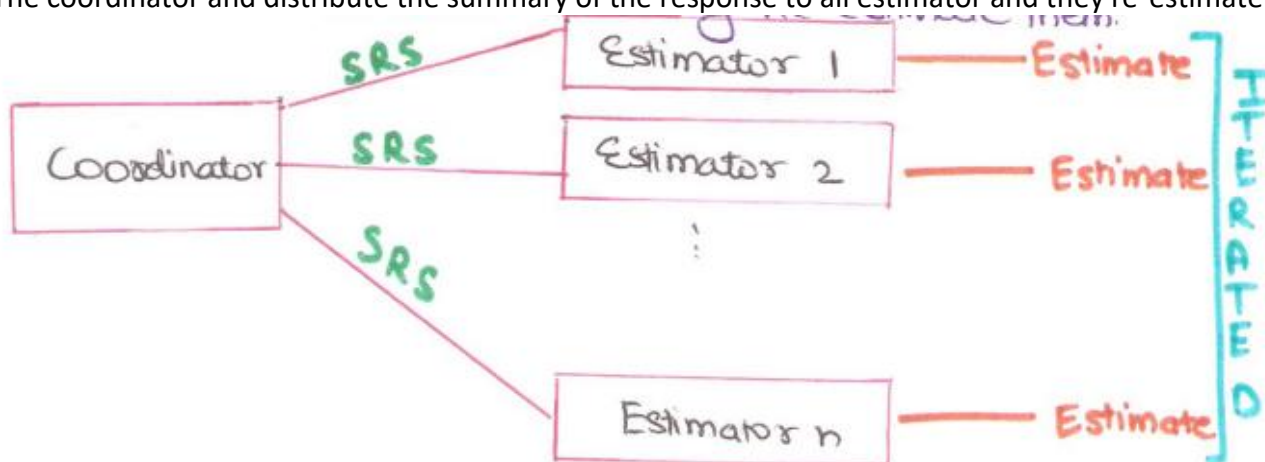 The coordinator and distribute the summary of the response to all estimator and they're estimate
them.
SRS Estimator 1 Estimate
Coordinator SRS Estimator 2 Estimate
SRS
Estimator n Estimate
ITERATED